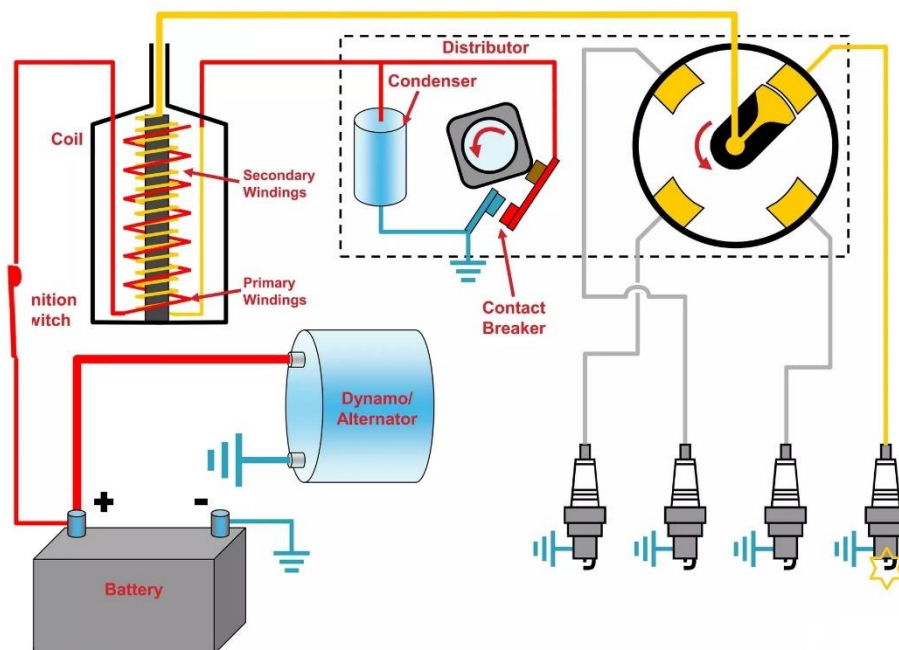 Distributor
Condenser
Coil
Secondary
Windings
Primary
Windings
nition
witch
Contact
Breaker
Dynamo/
Alternator
+ -
Battery